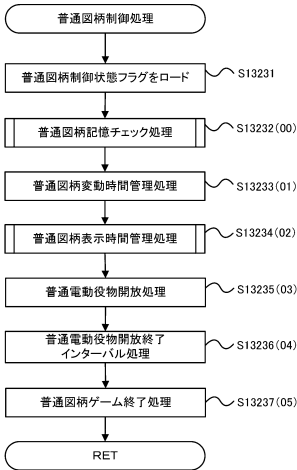 普通図柄制御処理
普通図柄制御状態フラグをロード
S13231
普通図柄記憶チェック処理
S13232(00)
普通図柄変動時間管理処理
S13233(01)
普通図柄表示時間管理処理
S13234(02)
普通電動役物開放処理
S13235(03)
普通電動役物開放終了
インターバル処理
S13236(04)
普通図柄ゲーム終了処理
S13237(05)
RET